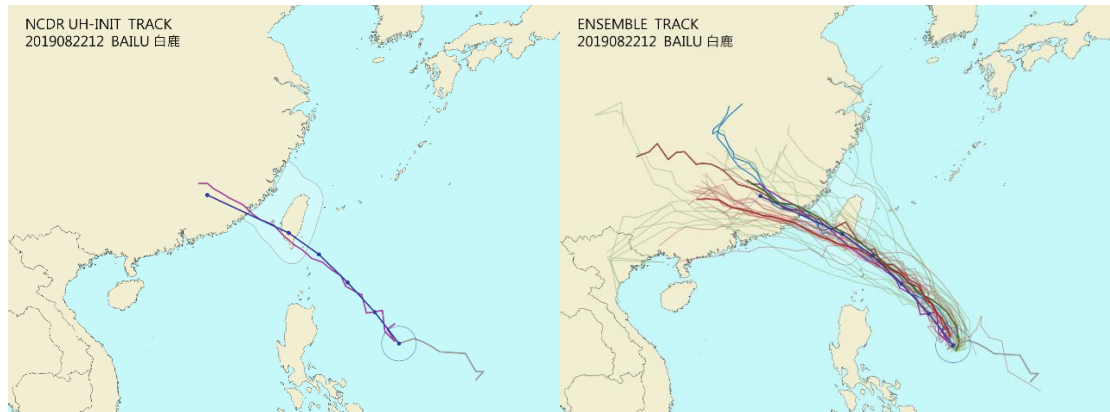 NCDR UH-INIT TRACK
2019082212 BAILU 白鹿
ENSEMBLE TRACK
2019082212 BAILU 白鹿